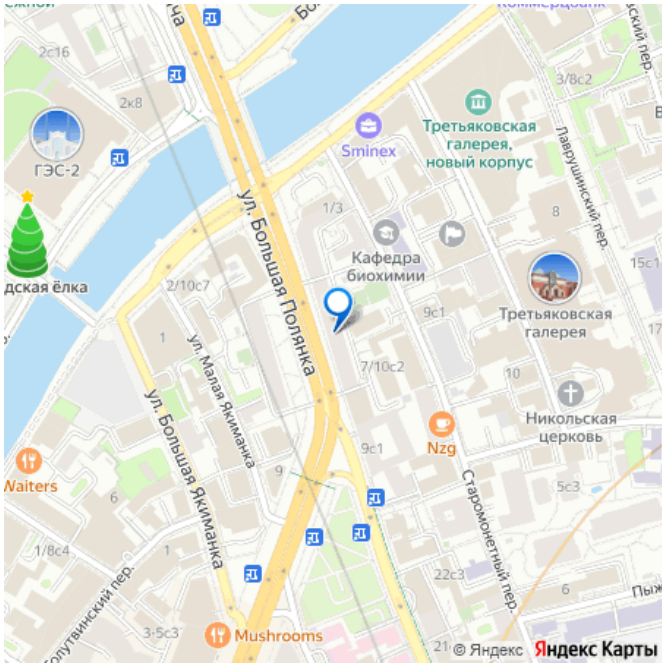 Коммерцбанк
2с16
2к8
3/8с2
ГЭС-2
Sminex
Третьяковская
галерея,
новый корпус
Лаврушинский пер.
1/3
8
ул. Большая Полянка
Кафедра
биохимии
15с1
дская ёлка
2/10с7
Третьяковская
галерея
9с1
17
1
ул. Малая Якиманка
7/10с2
10
ул. Большая Якиманка
Никольская
церковь
Nzg
9с1
Waiters
9
6
5с3
Старомонетный пер.
1/8с4
22с3
6
Пыж
олутвинский пер.
3-5с3
Mushrooms
21
© Яндекс Яндекс Карты